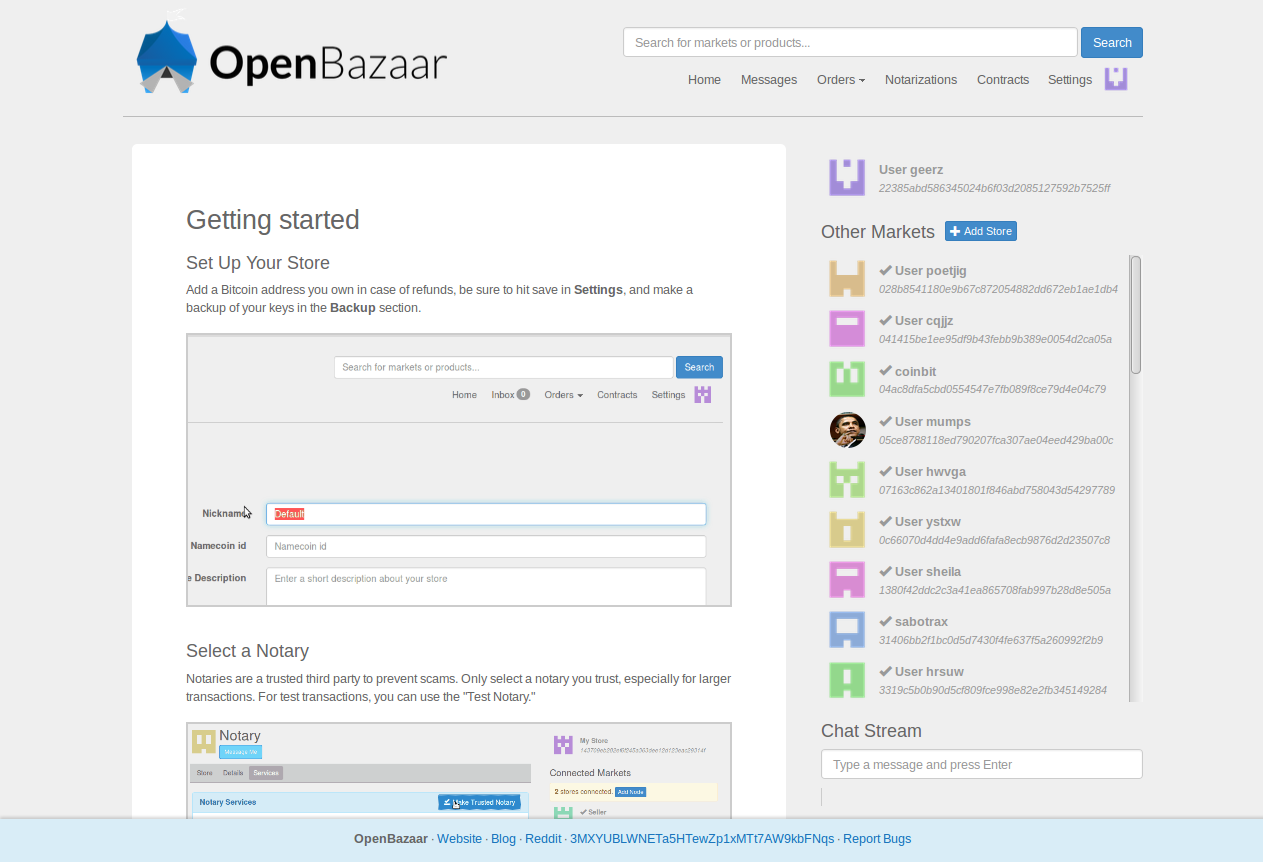 OpenBazaar
Search for markets or products...
Search
Home Messages Orders Notarizations Contracts Settings
Getting started
Set Up Your Store
Add a Bitcoin address you own in case of refunds, be sure to hit save in Settings, and make a
backup of your keys in the Backup section.
Search for markets or products...
Search
Home Inbox 0 Orders Contracts Settings
Nickname
Default
Namecoin id
Namecoin id
e Description
Enter a short description about your store
Select a Notary
Notaries are a trusted third party to prevent scams. Only select a notary you trust, especially for larger
transactions. For test transactions, you can use the "Test Notary."
Notary
Message Me
Store Details Services
Notary Services
Make Trusted Notary
My Store
Connected Markets
2 stores connected. Add Node
Seller
User geerz
22385abd586345024b6f03d2085127592b7525ff
Other Markets
Add Store
User poetjig
028b8541180e9b67c872054882dd672eb1ae1db4
User cqjjz
041415be1ee95df9b43febb9b389e0054d2ca05a
coinbit
04ac8dfa5cbd0554547e7fb089f8ce79d4e04c79
User mumps
05ce8788118ed790207fca307ae04eed429ba00c
User hwvga
07163c862a13401801f846abd758043d54297789
User ystxw
0c66070d4dd4e9add6fafa8ecb9876d2d23507c8
User sheila
1380f42ddc2c3a41ea865708fab997b28d8e505a
sabotrax
31406bb2f1bc0d5d7430f4fe637f5a260992f2b9
User hrsuw
3319c5b0b90d5cf809fce998e82e2fb345149284
Chat Stream
Type a message and press Enter
OpenBazaar · Website · Blog · Reddit · 3MXYUBLWNETa5HTewZp1xMTt7AW9kbFNqs · Report Bugs